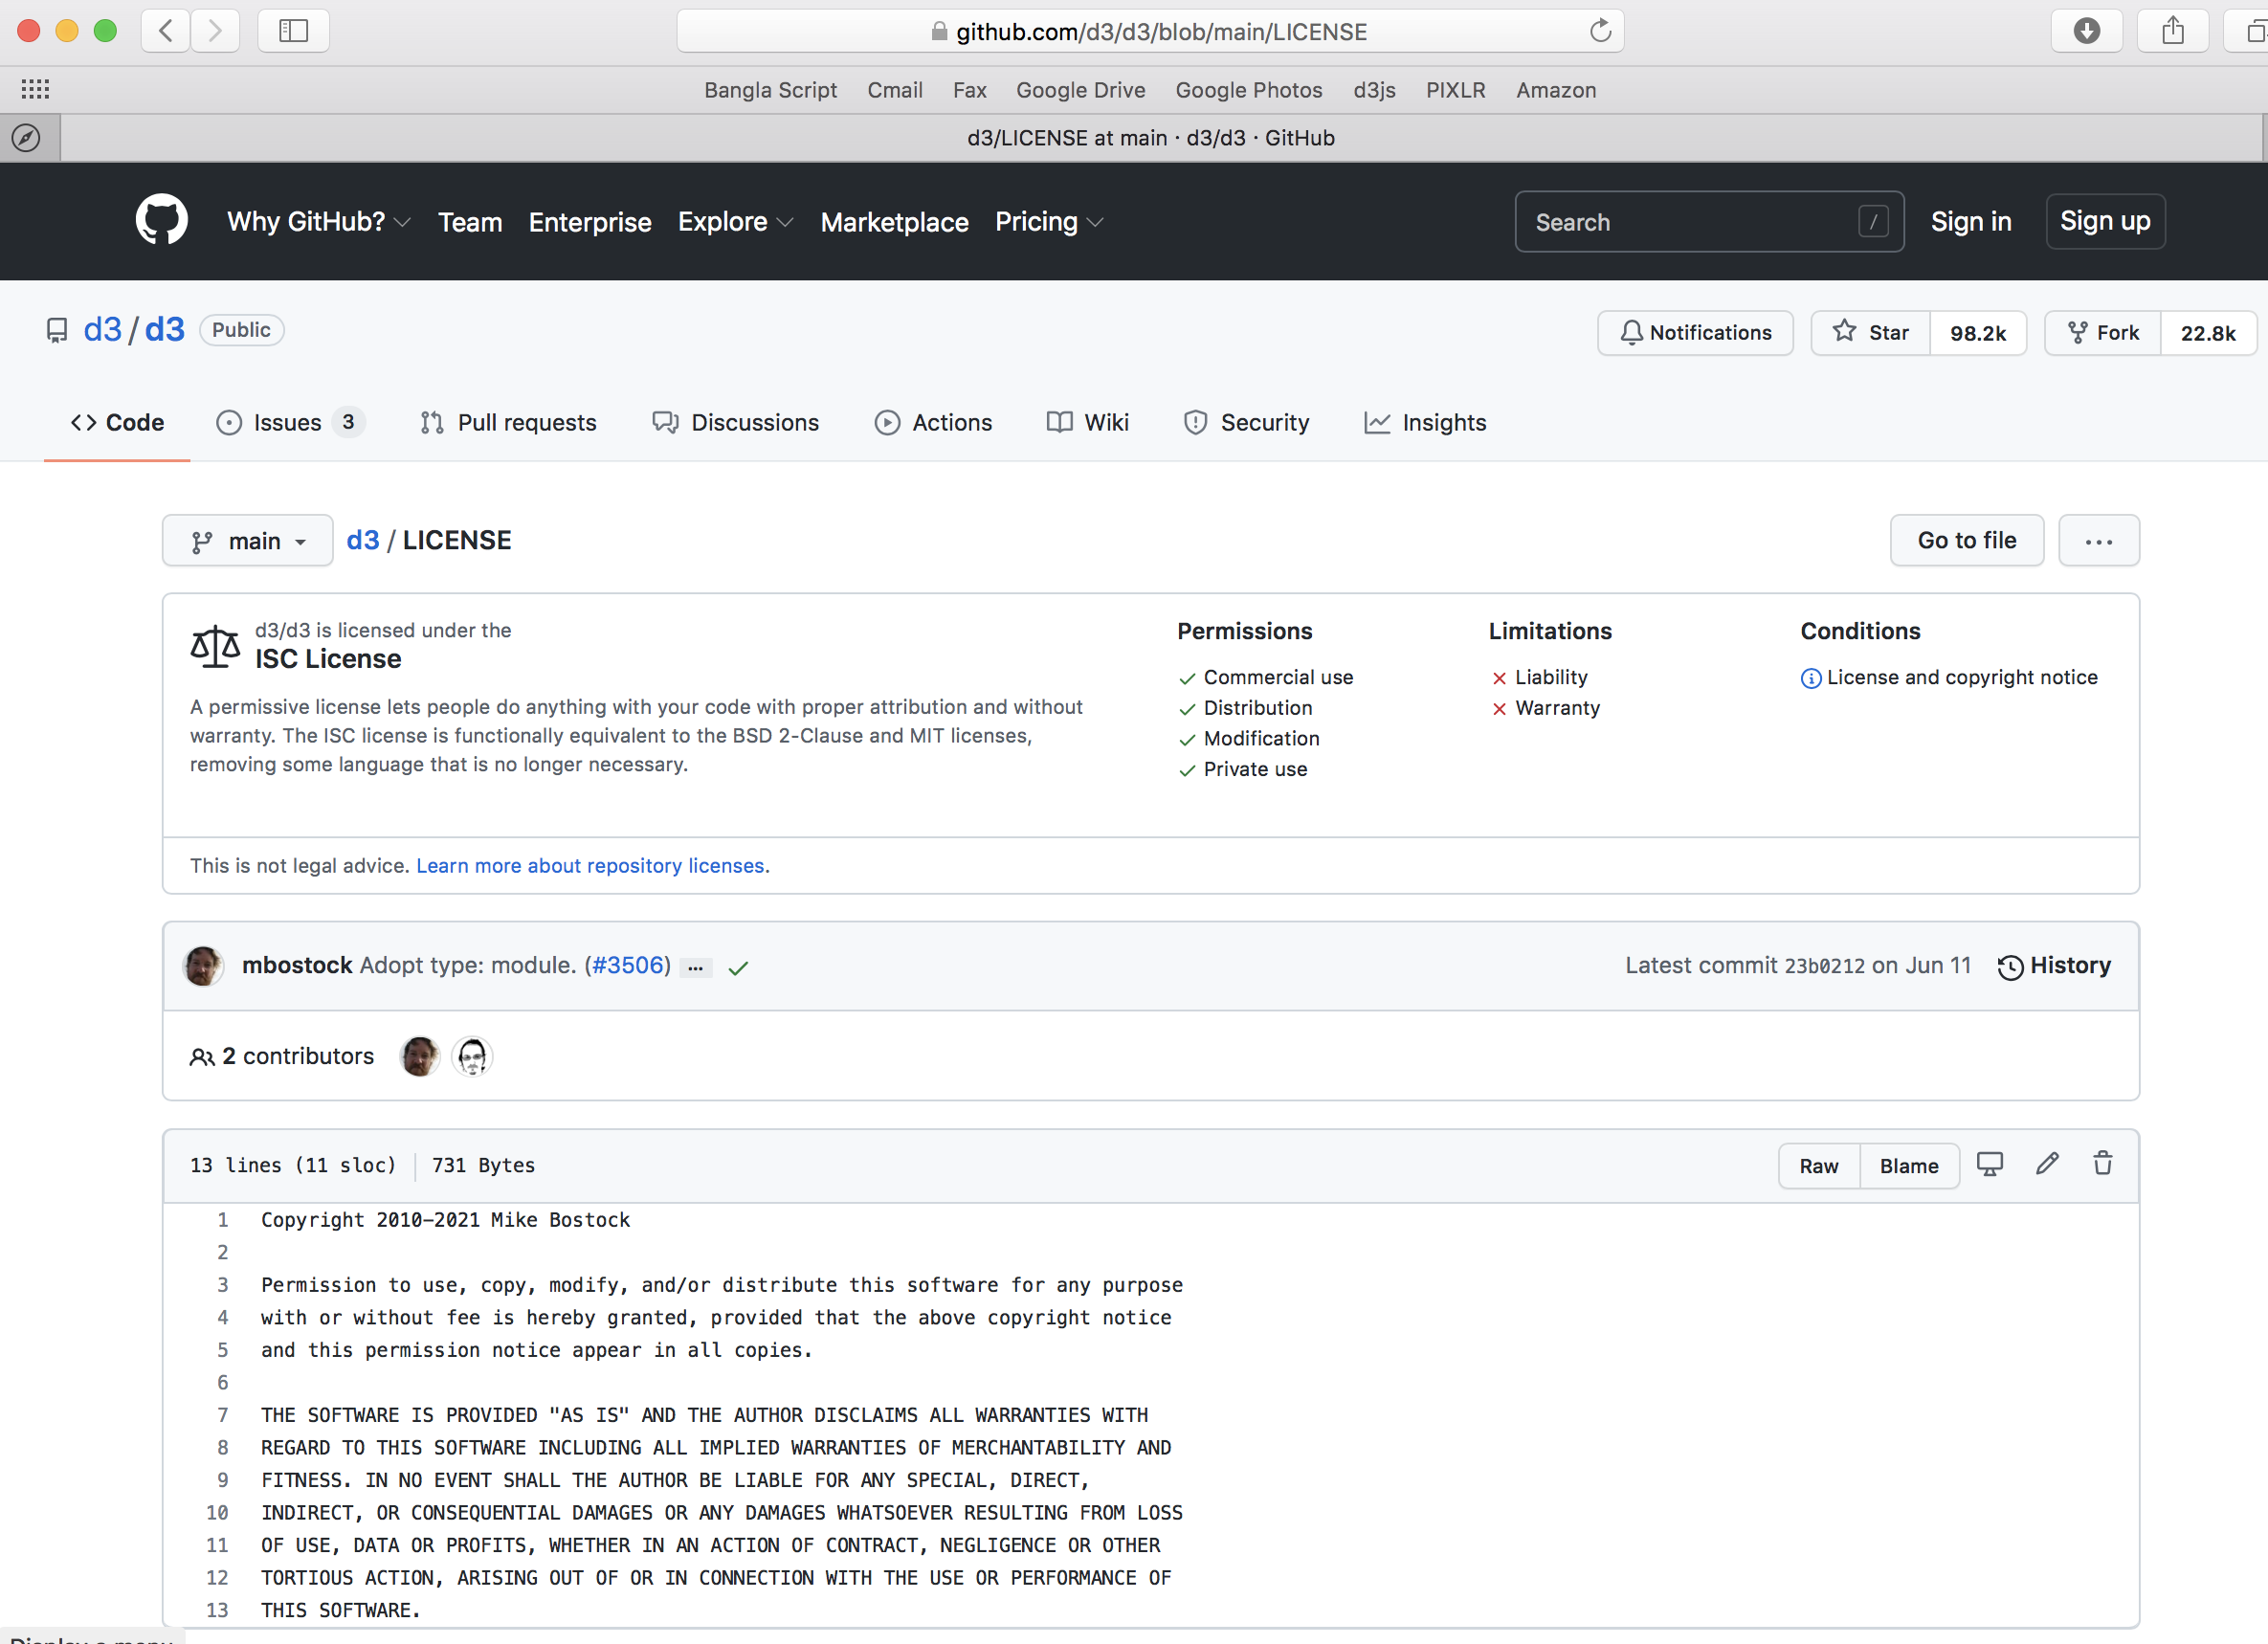 github.com/d3/d3/blob/main/LICENSE
Bangla Script Cmail Fax Google Drive Google Photos d3js PIXLR Amazon
d3/LICENSE at main · d3/d3 · GitHub
Why GitHub? Team Enterprise Explore Marketplace Pricing Search / Sign in Sign up
d3/d3 Public Notifications Star 98.2k Fork 22.8k
Code Issues 3 Pull requests Discussions Actions Wiki Security Insights
main d3 / LICENSE Go to file ...
d3/d3 is licensed under the
ISC License
A permissive license lets people do anything with your code with proper attribution and without
warranty. The ISC license is functionally equivalent to the BSD 2-Clause and MIT licenses,
removing some language that is no longer necessary.
Permissions
Commercial use
Distribution
Modification
Private use
Limitations
Liability
Warranty
Conditions
License and copyright notice
This is not legal advice. Learn more about repository licenses.
mbostock Adopt type: module. (#3506) ... Latest commit 23b0212 on Jun 11 History
2 contributors
13 lines (11 sloc) 731 Bytes Raw Blame
1 Copyright 2010-2021 Mike Bostock
2
3 Permission to use, copy, modify, and/or distribute this software for any purpose
4 with or without fee is hereby granted, provided that the above copyright notice
5 and this permission notice appear in all copies.
6
7 THE SOFTWARE IS PROVIDED "AS IS" AND THE AUTHOR DISCLAIMS ALL WARRANTIES WITH
8 REGARD TO THIS SOFTWARE INCLUDING ALL IMPLIED WARRANTIES OF MERCHANTABILITY AND
9 FITNESS. IN NO EVENT SHALL THE AUTHOR BE LIABLE FOR ANY SPECIAL, DIRECT,
10 INDIRECT, OR CONSEQUENTIAL DAMAGES OR ANY DAMAGES WHATSOEVER RESULTING FROM LOSS
11 OF USE, DATA OR PROFITS, WHETHER IN AN ACTION OF CONTRACT, NEGLIGENCE OR OTHER
12 TORTIOUS ACTION, ARISING OUT OF OR IN CONNECTION WITH THE USE OR PERFORMANCE OF
13 THIS SOFTWARE.
Display a menu